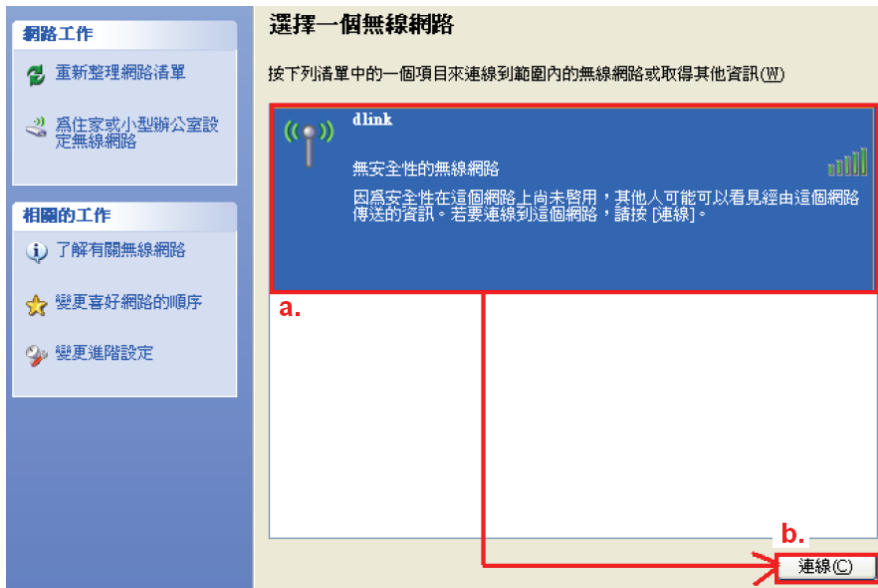 網路工作
重新整理網路清單
為住家或小型辦公室設
定無線網路
相關的工作
了解有關無線網路
變更喜好網路的順序
變更進階設定
選擇一個無線網路
按下列清單中的一個項目來連線到範圍內的無線網路或取得其他資訊(W)
dlink
無安全性的無線網路
因為安全性在這個網路上尚未啟用，其他人可能可以看見經由這個網路
傳送的資訊。若要連線到這個網路，請按 [連線]。
a.
b.
連線(C)